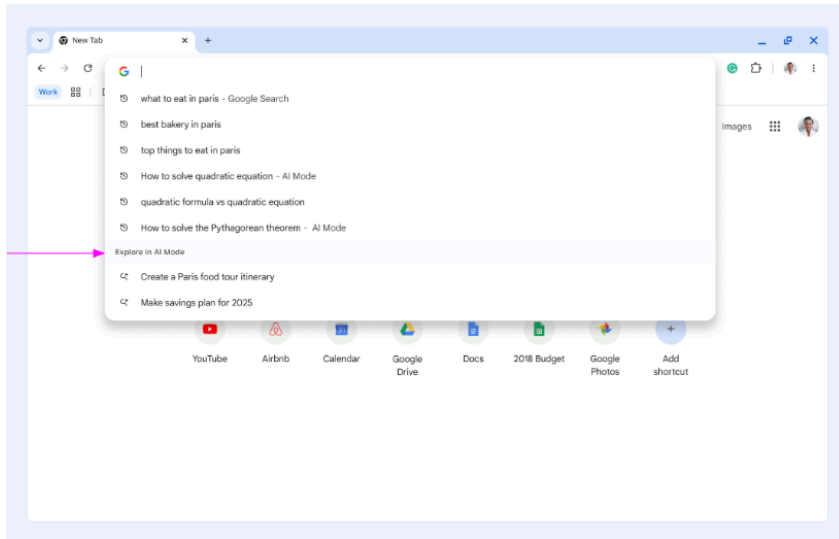 New Tab
Work
what to eat in paris - Google Search
best bakery in paris
top things to eat in paris
How to solve quadratic equation - AI Mode
quadratic formula vs quadratic equation
How to solve the Pythagorean theorem - AI Mode
Explore in AI Mode
Create a Paris food tour itinerary
Make savings plan for 2025
Images
YouTube
Airbnb
Calendar
Google
Drive
Docs
2018 Budget
Google
Photos
Add
shortcut